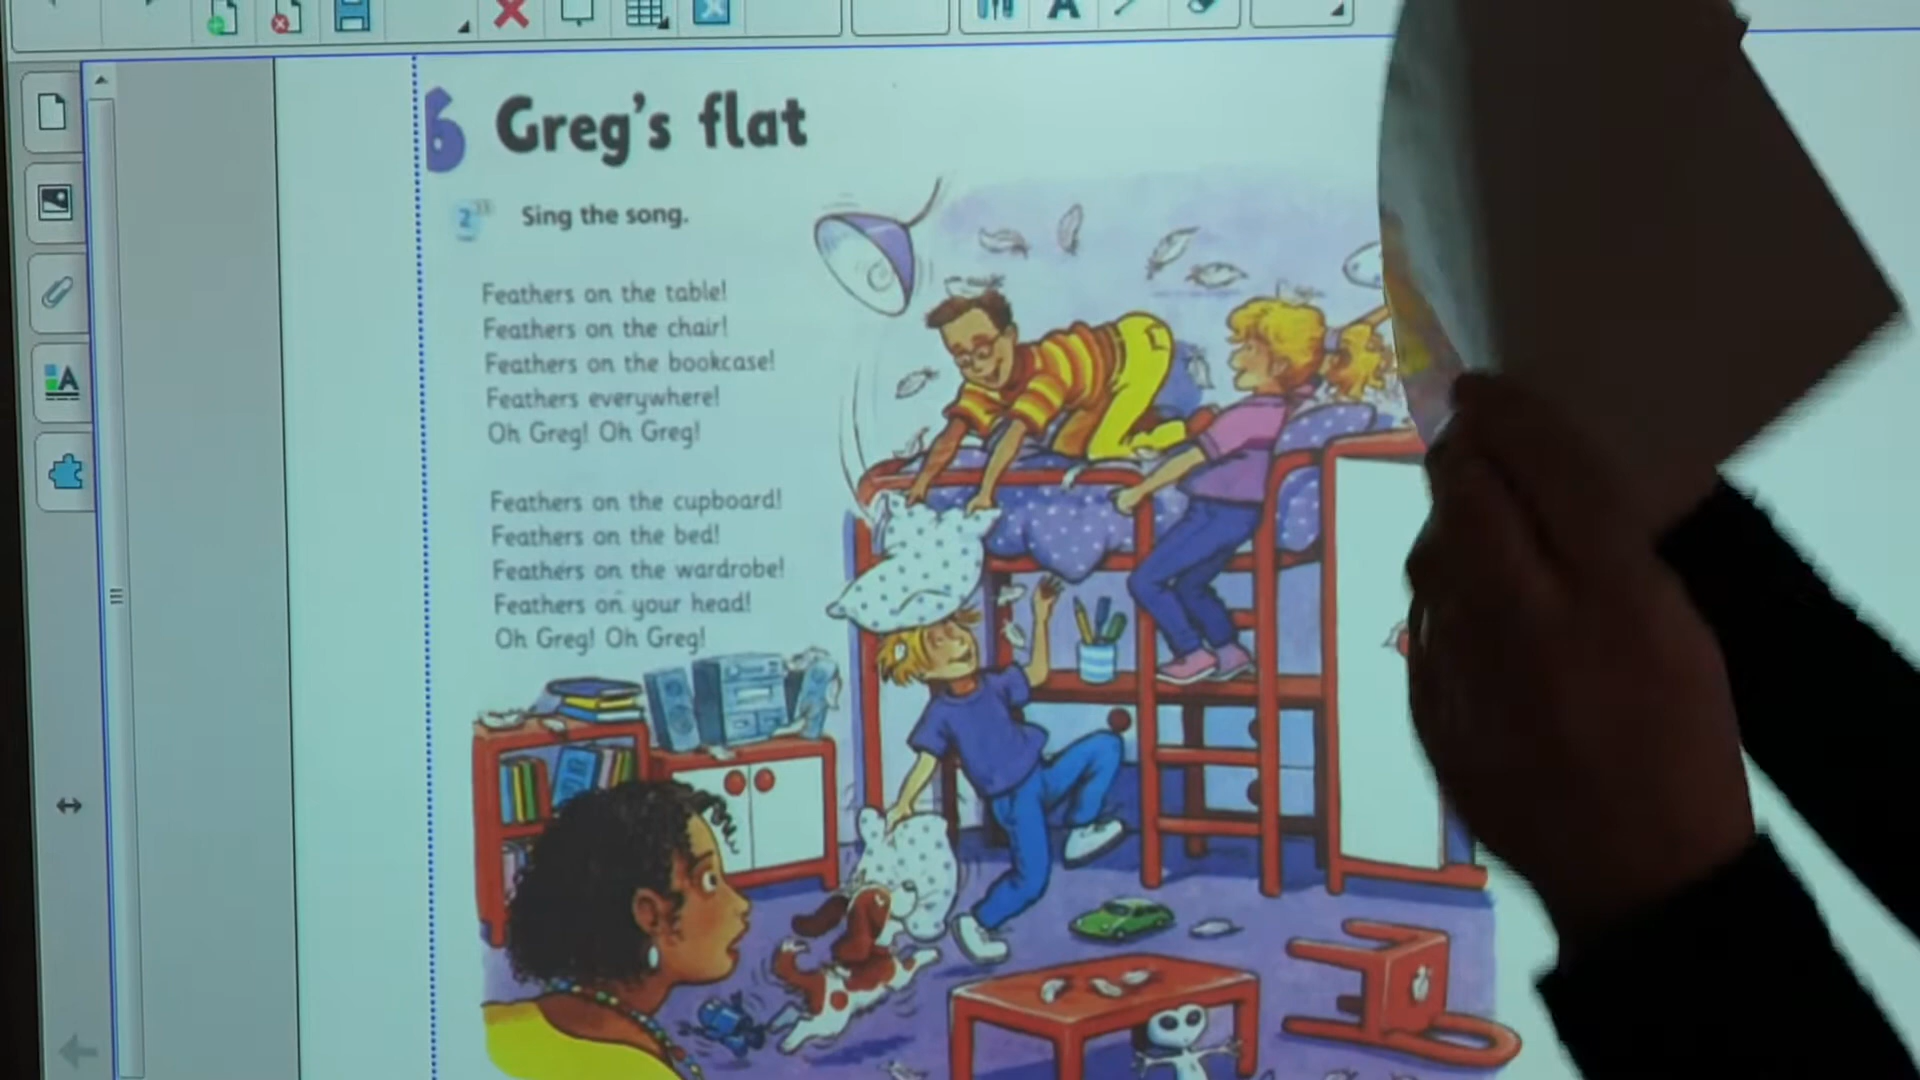 6 Greg's flat
2 Sing the song.
Feathers on the table!
Feathers on the chair!
Feathers on the bookcase!
Feathers everywhere!
Oh Greg! Oh Greg!
Feathers on the cupboard!
Feathers on the bed!
Feathers on the wardrobe!
Feathers on your head!
Oh Greg! Oh Greg!